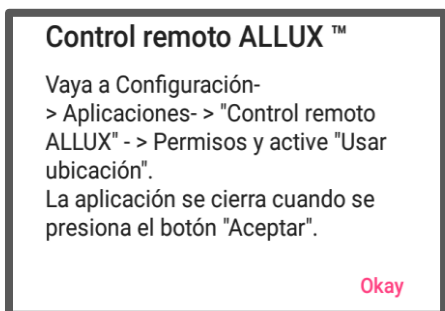 Control remoto ALLUX ™
Vaya a Configuración-
> Aplicaciones- > "Control remoto
ALLUX" - > Permisos y active "Usar
ubicación".
La aplicación se cierra cuando se
presiona el botón "Aceptar".
Okay